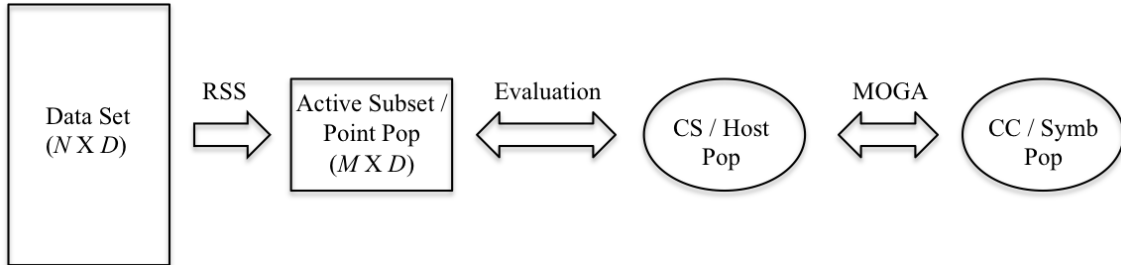 Data Set
(N X D)
RSS
Active Subset /
Point Pop
(M X D)
Evaluation
CS / Host
Pop
MOGA
CC / Symb
Pop